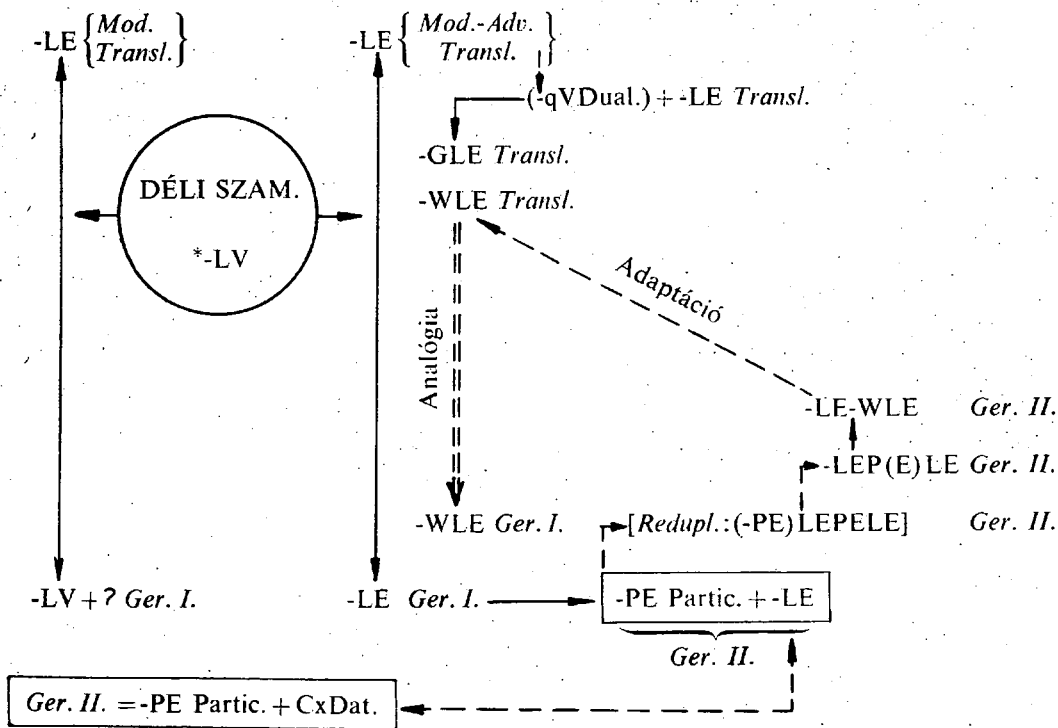 -LE {Mod. Transl.}
-LE {Mod.-Adv. Transl.}
(-qVDual.) + -LE Transl.
-GLE Transl.
DÉLI SZAM.
-WLE Transl.
*-LV
Adaptáció
Analógia
-LE-WLE Ger. II.
-LEP(E)LE Ger. II.
-WLE Ger. I.
[Redupl.:(-PE)LEPELE] Ger. II.
-LV + ? Ger. I.
-LE Ger. I.
-PE Partic. + -LE
Ger. II.
Ger. II. = -PE Partic. + CxDat.